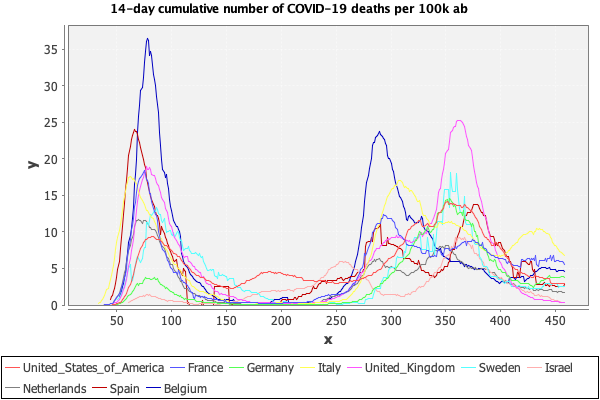 14-day cumulative number of COVID-19 deaths per 100k ab
y
35
30
25
20
15
10
5
0
50 100 150 200 250 300 350 400 450
x
United_States_of_America France Germany Italy United_Kingdom Sweden Israel
Netherlands Spain Belgium